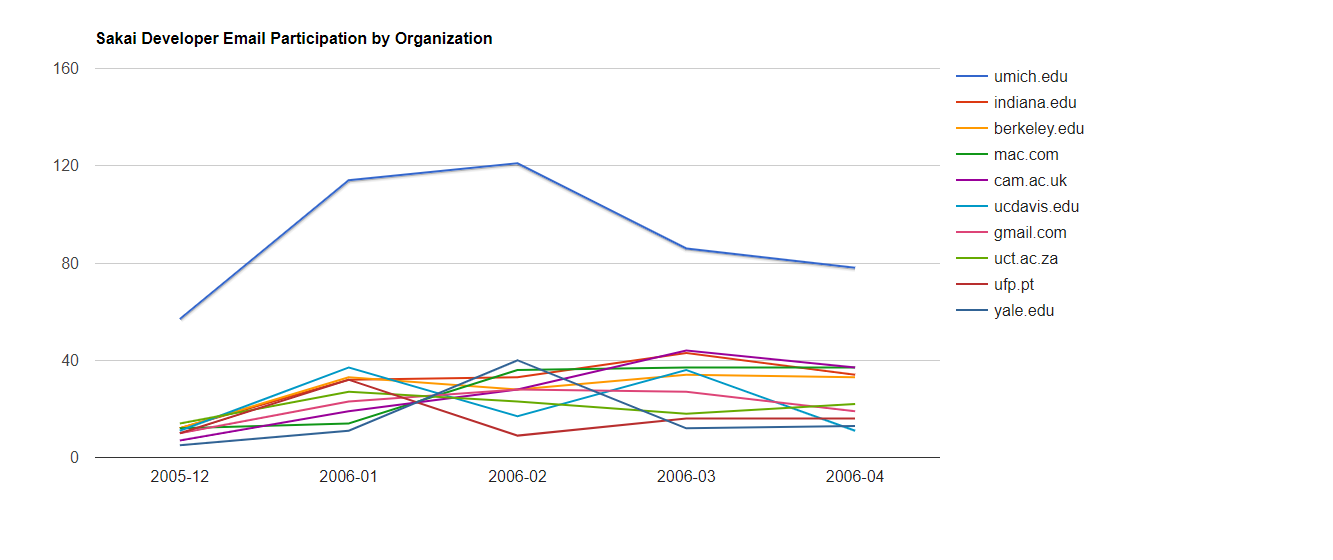 Sakai Developer Email Participation by Organization
160
120
80
40
0
2005-12 2006-01 2006-02 2006-03 2006-04
umich.edu
indiana.edu
berkeley.edu
mac.com
cam.ac.uk
ucdavis.edu
gmail.com
uct.ac.za
ufp.pt
yale.edu